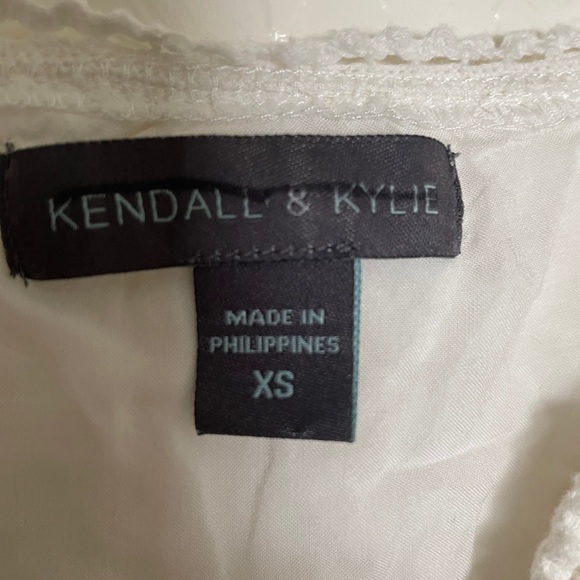 KENDALL & KYLIE
MADE IN
PHILIPPINES
XS